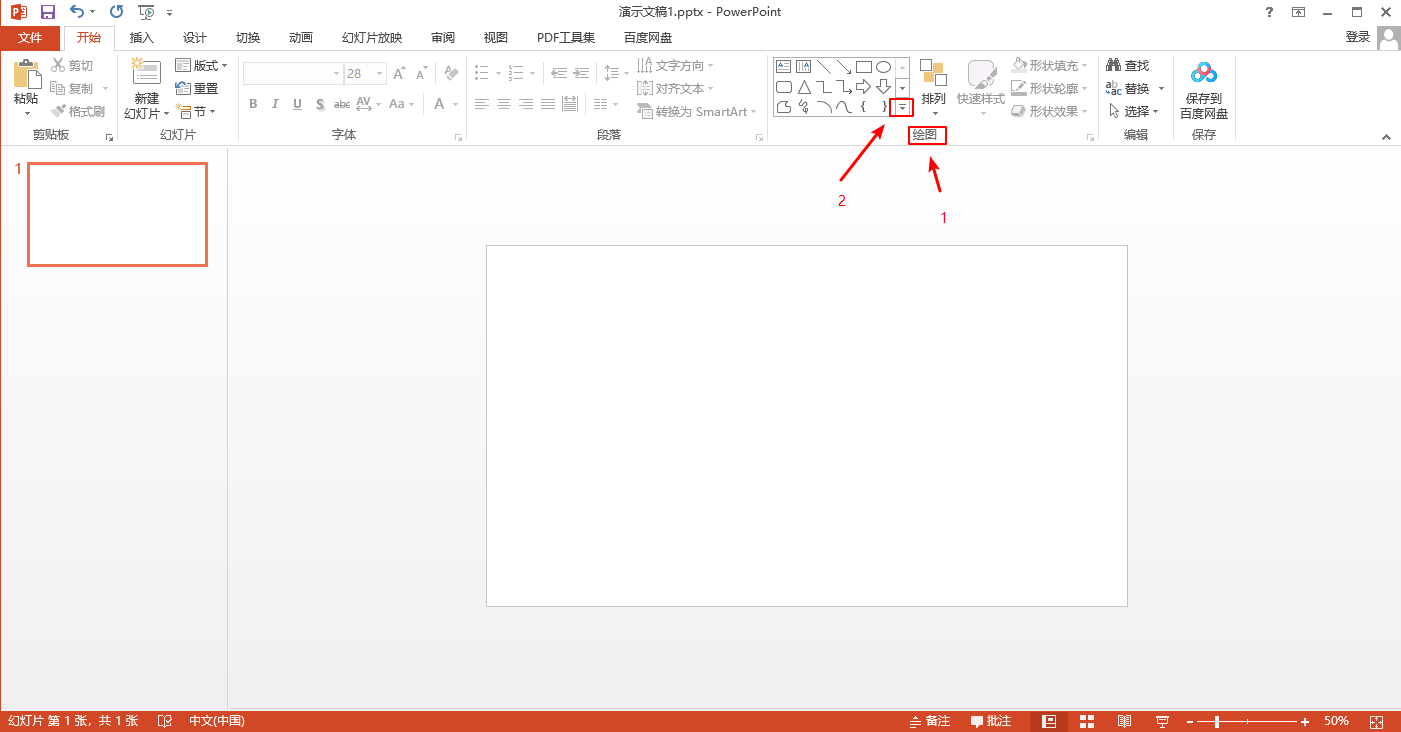 演示文稿1.pptx - PowerPoint
?
文件 开始 插入 设计 切换 动画 幻灯片放映 审阅 视图 PDF工具集 百度网盘 登录
粘贴
剪切
复制
格式刷
剪贴板
新建
幻灯片
版式
重置
节
幻灯片
28
B I U S abc AV Aa A
字体
文字方向
对齐文本
转换为 SmartArt
段落
排列
快速样式
形状填充
形状轮廓
形状效果
绘图
查找
替换
选择
编辑
保存到
百度网盘
保存
2
1
1
幻灯片 第 1 张，共 1 张 中文(中国) 备注 批注 50%